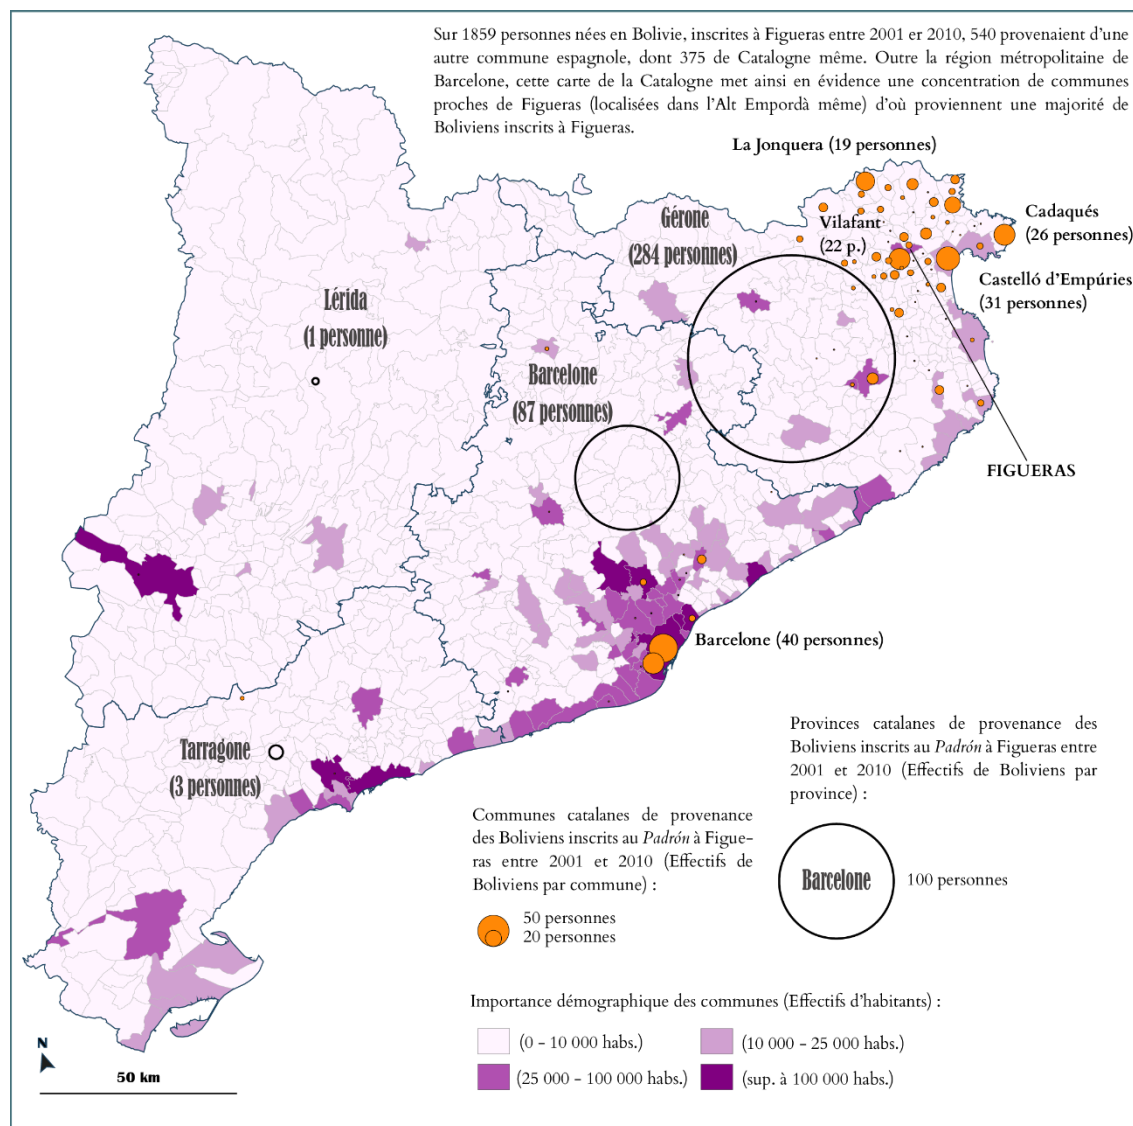 Sur 1859 personnes nées en Bolivie, inscrites à Figueras entre 2001 er 2010, 540 provenaient d'une
autre commune espagnole, dont 375 de Catalogne même. Outre la région métropolitaine de
Barcelone, cette carte de la Catalogne met ainsi en évidence une concentration de communes
proches de Figueras (localisées dans l'Alt Empordà même) d'où proviennent une majorité de
Boliviens inscrits à Figueras.
La Jonquera (19 personnes)
Gérone
(284 personnes)
Vilafant
(22 p.)
Cadaqués
(26 personnes)
Castelló d'Empúries
(31 personnes)
Lérida
(1 personne)
Barcelone
(87 personnes)
FIGUERAS
Barcelone (40 personnes)
Tarragone
(3 personnes)
Provinces catalanes de provenance des
Boliviens inscrits au Padrón à Figueras entre
2001 et 2010 (Effectifs de Boliviens par
province) :
Barcelone
100 personnes
Communes catalanes de provenance
des Boliviens inscrits au Padrón à Figue-
ras entre 2001 et 2010 (Effectifs de
Boliviens par commune) :
50 personnes
20 personnes
Importance démographique des communes (Effectifs d'habitants) :
(0 - 10 000 habs.)
(10 000 - 25 000 habs.)
(25 000 - 100 000 habs.)
(sup. à 100 000 habs.)
N
50 km